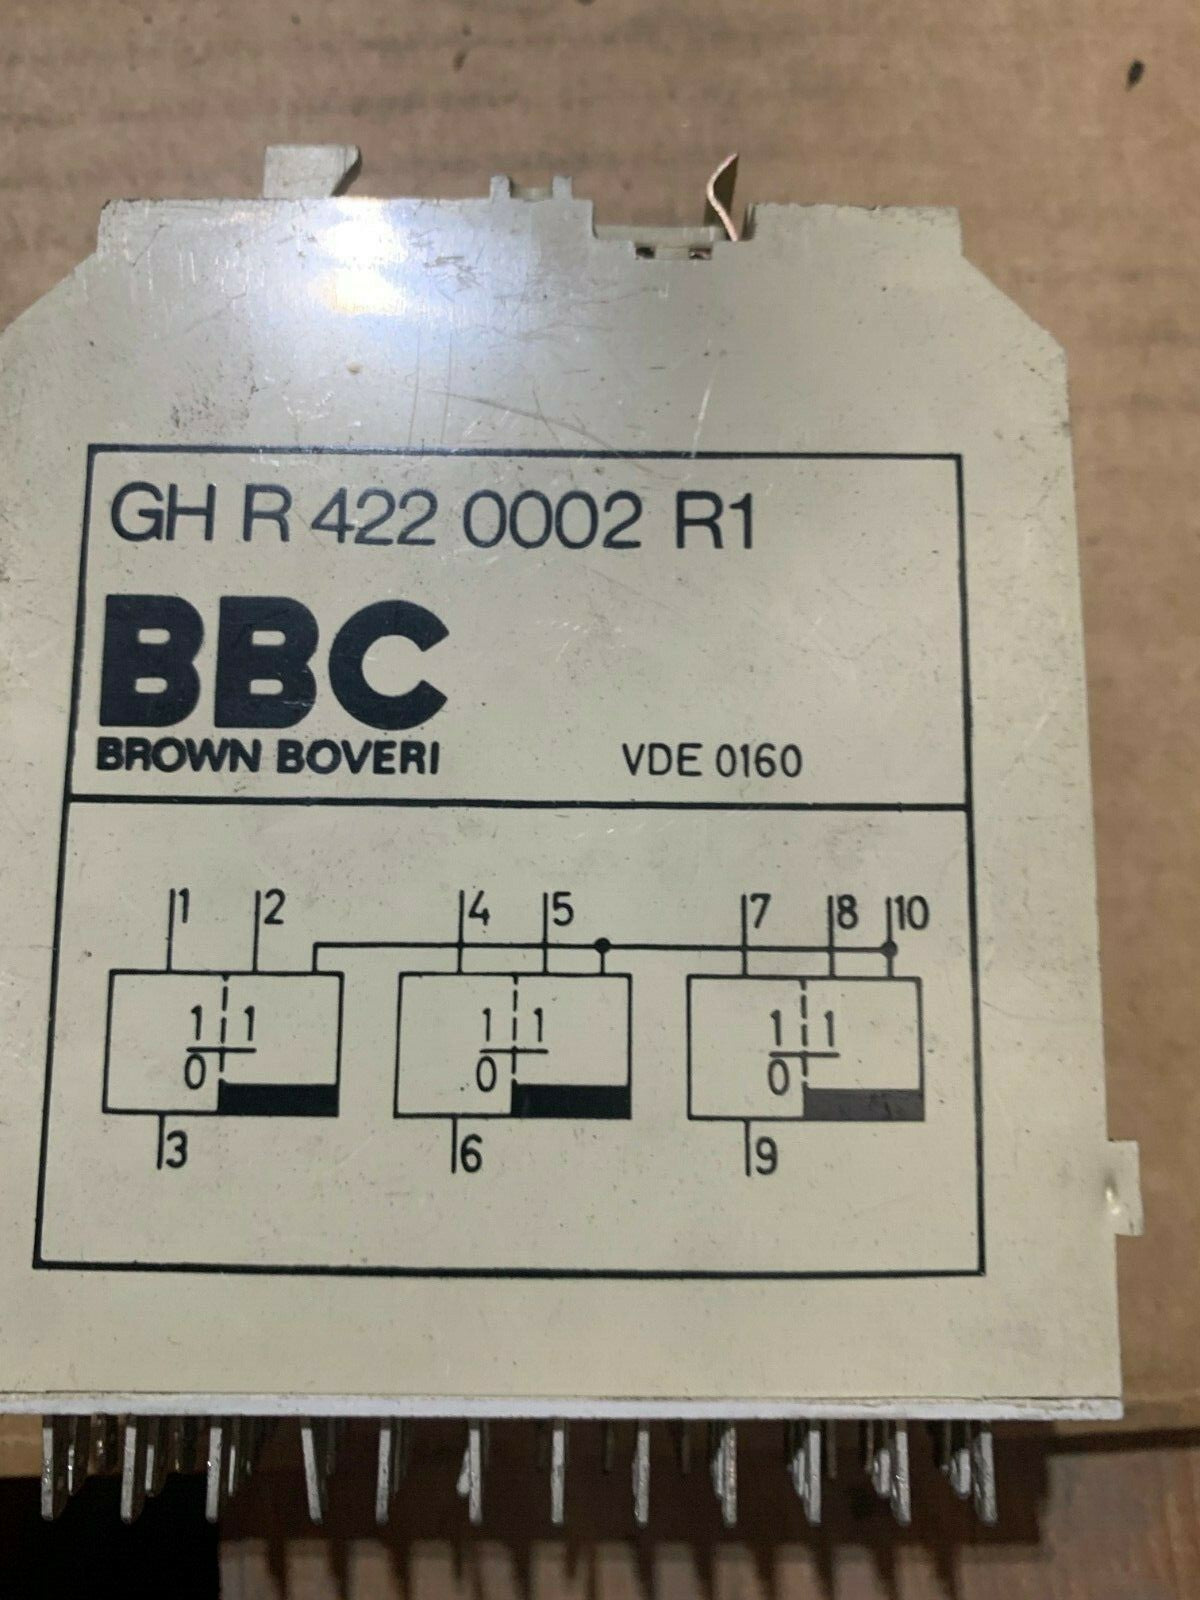 GH R 422 0002 R1
BBC
BROWN BOVERI
VDE 0160
1 2 4 5 7 8 10
1 1 1 1 1 1
0 0 0
3 6 9